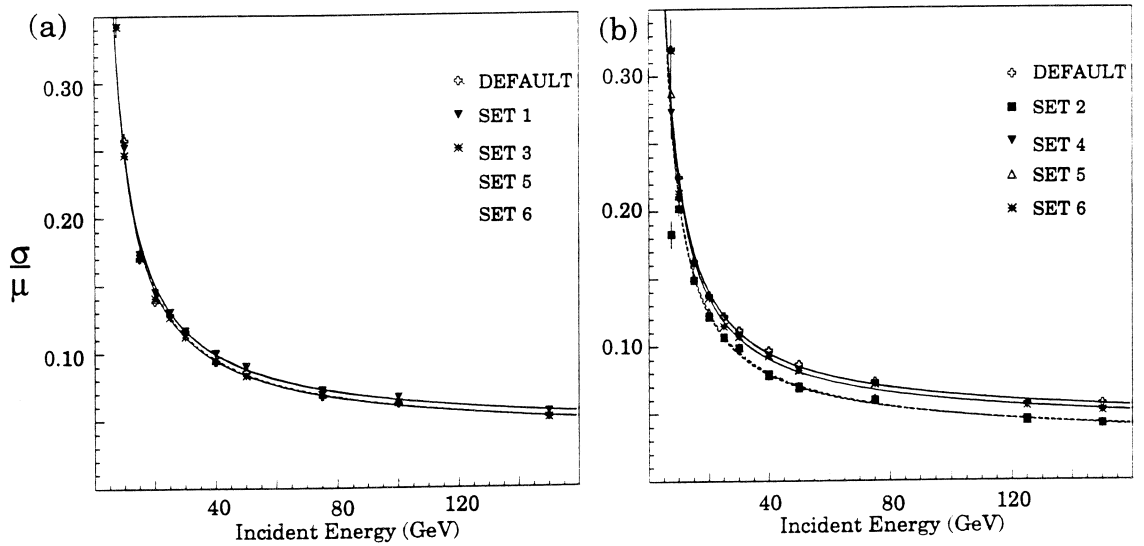 (a)
0.30
0.20
0.10
σ
μ
DEFAULT
SET 1
SET 3
SET 5
SET 6
40
80
120
Incident Energy (GeV)
(b)
0.30
0.20
0.10
DEFAULT
SET 2
SET 4
SET 5
SET 6
40
80
120
Incident Energy (GeV)